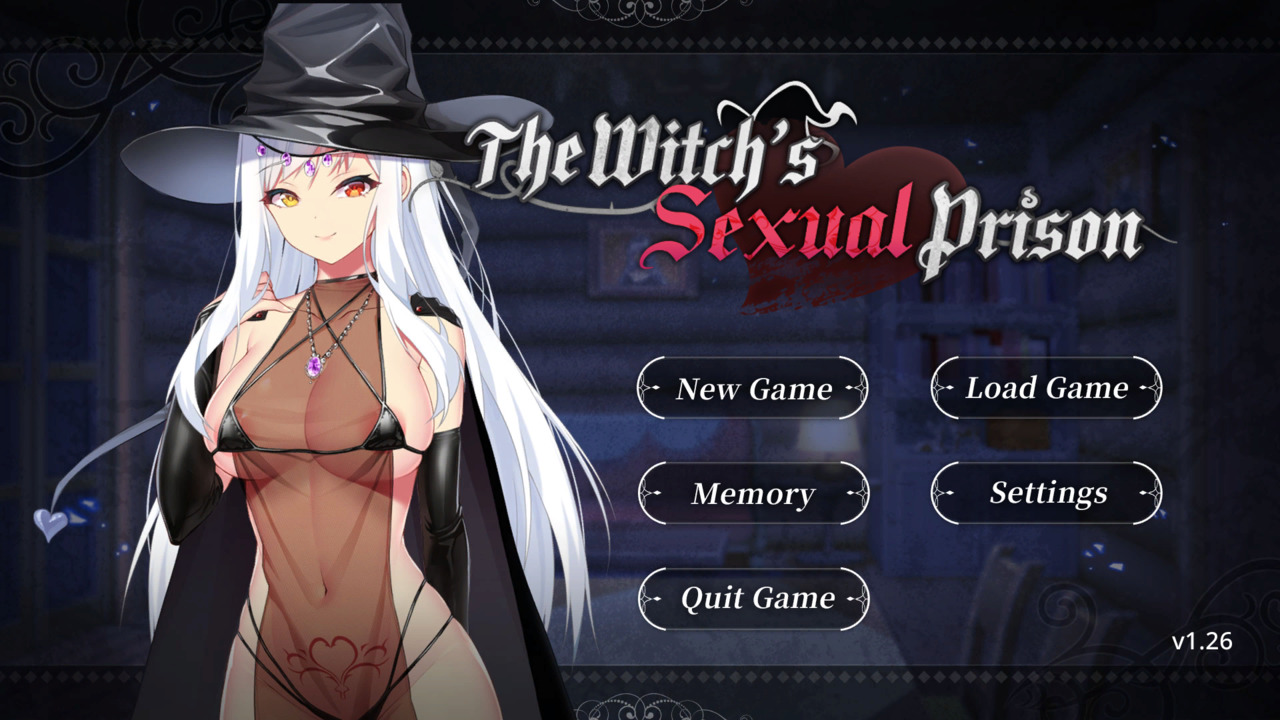 The Witch's
Sexual Prison
New Game
Load Game
Memory
Settings
Quit Game
v1.26